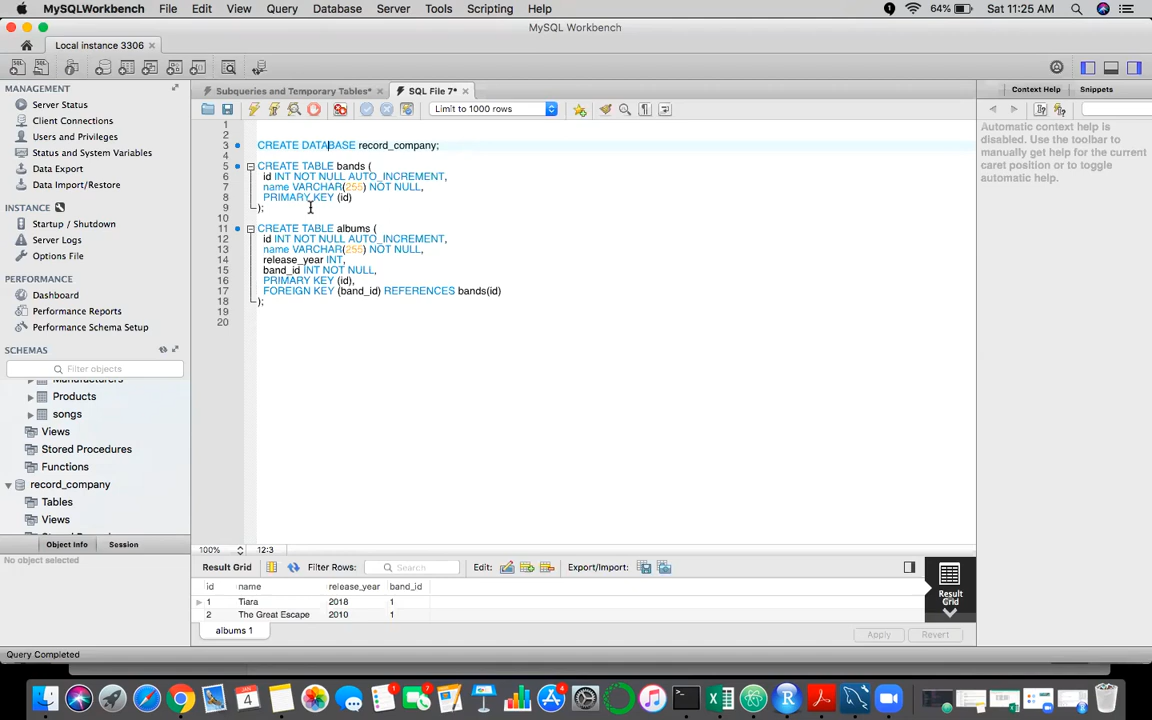 MySQLWorkbench File Edit View Query Database Server Tools Scripting Help 64% Sat 11:25 AM
MySQL Workbench
Local instance 3306
MANAGEMENT
Server Status
Client Connections
Users and Privileges
Status and System Variables
Data Export
Data Import/Restore
INSTANCE
Startup / Shutdown
Server Logs
Options File
PERFORMANCE
Dashboard
Performance Reports
Performance Schema Setup
SCHEMAS
Filter objects
Manufacturers
Products
songs
Views
Stored Procedures
Functions
record_company
Tables
Views
Object Info Session
No object selected
Subqueries and Temporary Tables* SQL File 7*
Limit to 1000 rows
1
2
3 CREATE DATABASE record_company;
4
5 CREATE TABLE bands (
6 id INT NOT NULL AUTO_INCREMENT,
7 name VARCHAR(255) NOT NULL,
8 PRIMARY KEY (id)
9 );
10
11 CREATE TABLE albums (
12 id INT NOT NULL AUTO_INCREMENT,
13 name VARCHAR(255) NOT NULL,
14 release_year INT,
15 band_id INT NOT NULL,
16 PRIMARY KEY (id),
17 FOREIGN KEY (band_id) REFERENCES bands(id)
18 );
19
20
100% 12:3
Result Grid Filter Rows: Search Edit: Export/Import:
id name release_year band_id
1 Tiara 2018 1
2 The Great Escape 2010 1
albums 1
Result
Grid
Apply Revert
Context Help Snippets
Automatic context help is
disabled. Use the toolbar to
manually get help for the
current caret position or to
toggle automatic help.
Query Completed